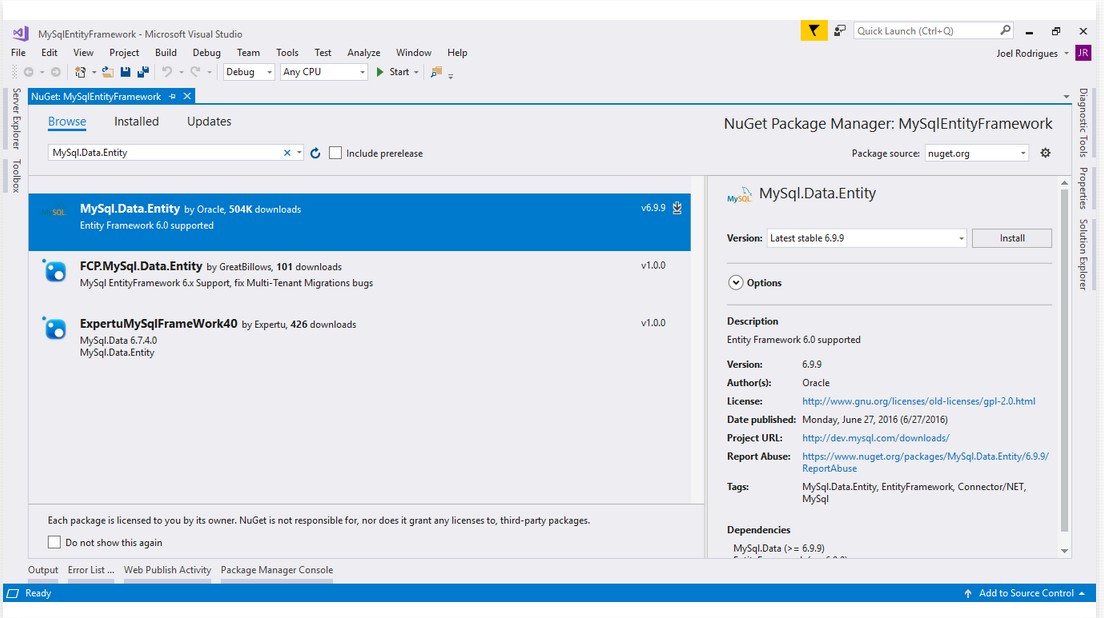 MySqlEntityFramework - Microsoft Visual Studio
Quick Launch (Ctrl+Q)
File Edit View Project Build Debug Team Tools Test Analyze Window Help
Joel Rodrigues JR
Debug Any CPU Start
Server Explorer
Toolbox
NuGet: MySqlEntityFramework
Browse Installed Updates
NuGet Package Manager: MySqlEntityFramework
MySql.Data.Entity
Include prerelease
Package source: nuget.org
MySql.Data.Entity by Oracle, 504K downloads v6.9.9
Entity Framework 6.0 supported
FCP.MySql.Data.Entity by GreatBillows, 101 downloads v1.0.0
MySql EntityFramework 6.x Support, fix Multi-Tenant Migrations bugs
ExpertuMySqlFrameWork40 by Expertu, 426 downloads v1.0.0
MySql.Data 6.7.4.0
MySql.Data.Entity
Each package is licensed to you by its owner. NuGet is not responsible for, nor does it grant any licenses to, third-party packages.
Do not show this again
MySQL MySql.Data.Entity
Version: Latest stable 6.9.9 Install
Options
Description
Entity Framework 6.0 supported
Version: 6.9.9
Author(s): Oracle
License: http://www.gnu.org/licenses/old-licenses/gpl-2.0.html
Date published: Monday, June 27, 2016 (6/27/2016)
Project URL: http://dev.mysql.com/downloads/
Report Abuse: https://www.nuget.org/packages/MySql.Data.Entity/6.9.9/
ReportAbuse
Tags: MySql.Data.Entity, EntityFramework, Connector/NET,
MySql
Dependencies
MySql.Data (>= 6.9.9)
Diagnostic Tools
Properties
Solution Explorer
Output Error List ... Web Publish Activity Package Manager Console
Ready
Add to Source Control